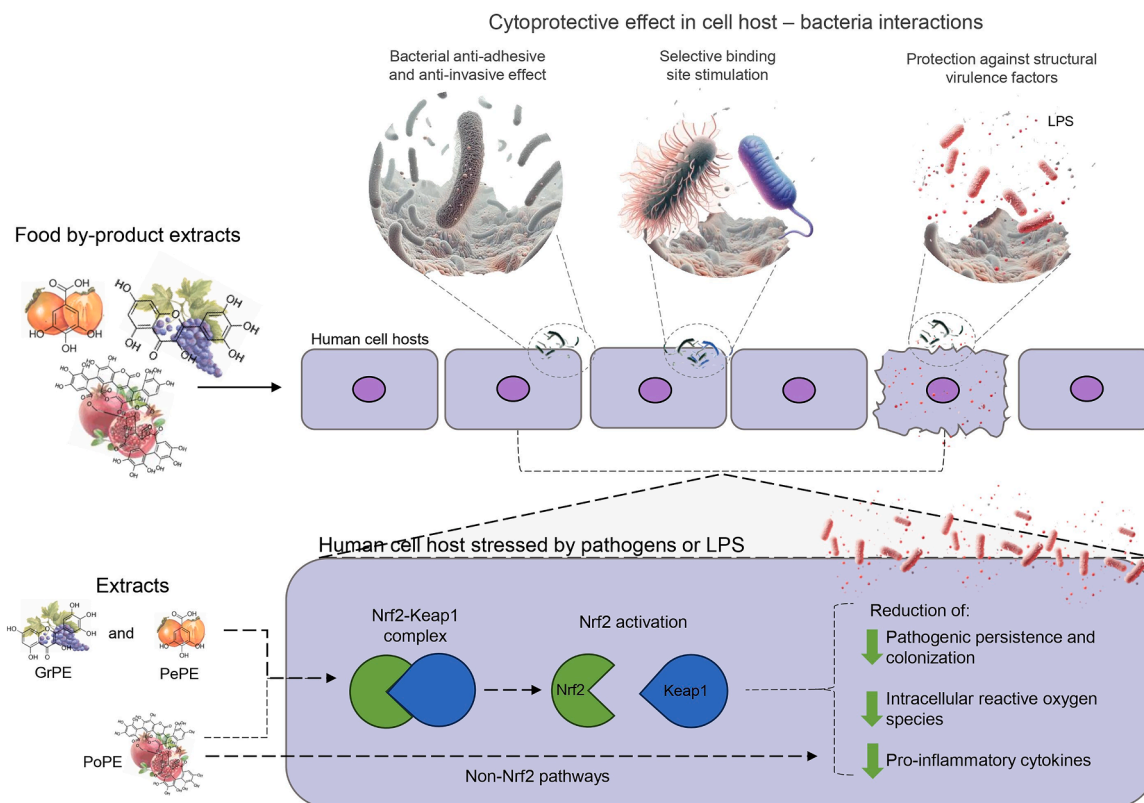 Cytoprotective effect in cell host – bacteria interactions
Bacterial anti-adhesive
and anti-invasive effect
Selective binding
site stimulation
Protection against structural
virulence factors
LPS
Food by-product extracts
Human cell hosts
Human cell host stressed by pathogens or LPS
Extracts
and
GrPE
PePE
PoPE
Nrf2-Keap1
complex
Nrf2 activation
Nrf2
Keap1
Non-Nrf2 pathways
Reduction of:
Pathogenic persistence and
colonization
Intracellular reactive oxygen
species
Pro-inflammatory cytokines